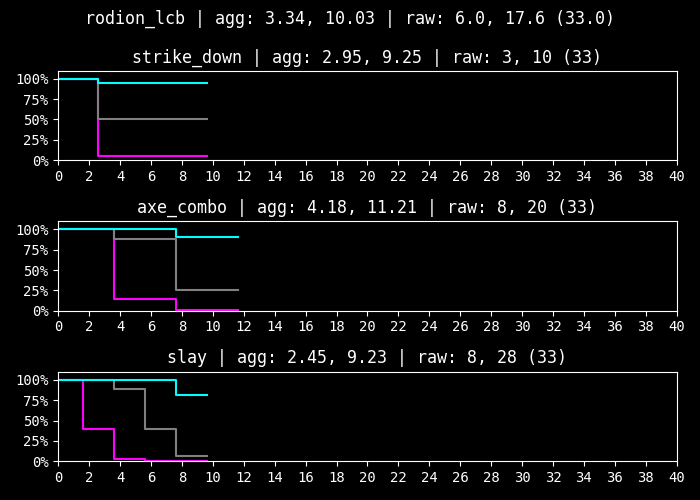 rodion_lcb | agg: 3.34, 10.03 | raw: 6.0, 17.6 (33.0)
strike_down | agg: 2.95, 9.25 | raw: 3, 10 (33)
100%
75%
50%
25%
0%
0 2 4 6 8 10 12 14 16 18 20 22 24 26 28 30 32 34 36 38 40
axe_combo | agg: 4.18, 11.21 | raw: 8, 20 (33)
100%
75%
50%
25%
0%
0 2 4 6 8 10 12 14 16 18 20 22 24 26 28 30 32 34 36 38 40
slay | agg: 2.45, 9.23 | raw: 8, 28 (33)
100%
75%
50%
25%
0%
0 2 4 6 8 10 12 14 16 18 20 22 24 26 28 30 32 34 36 38 40